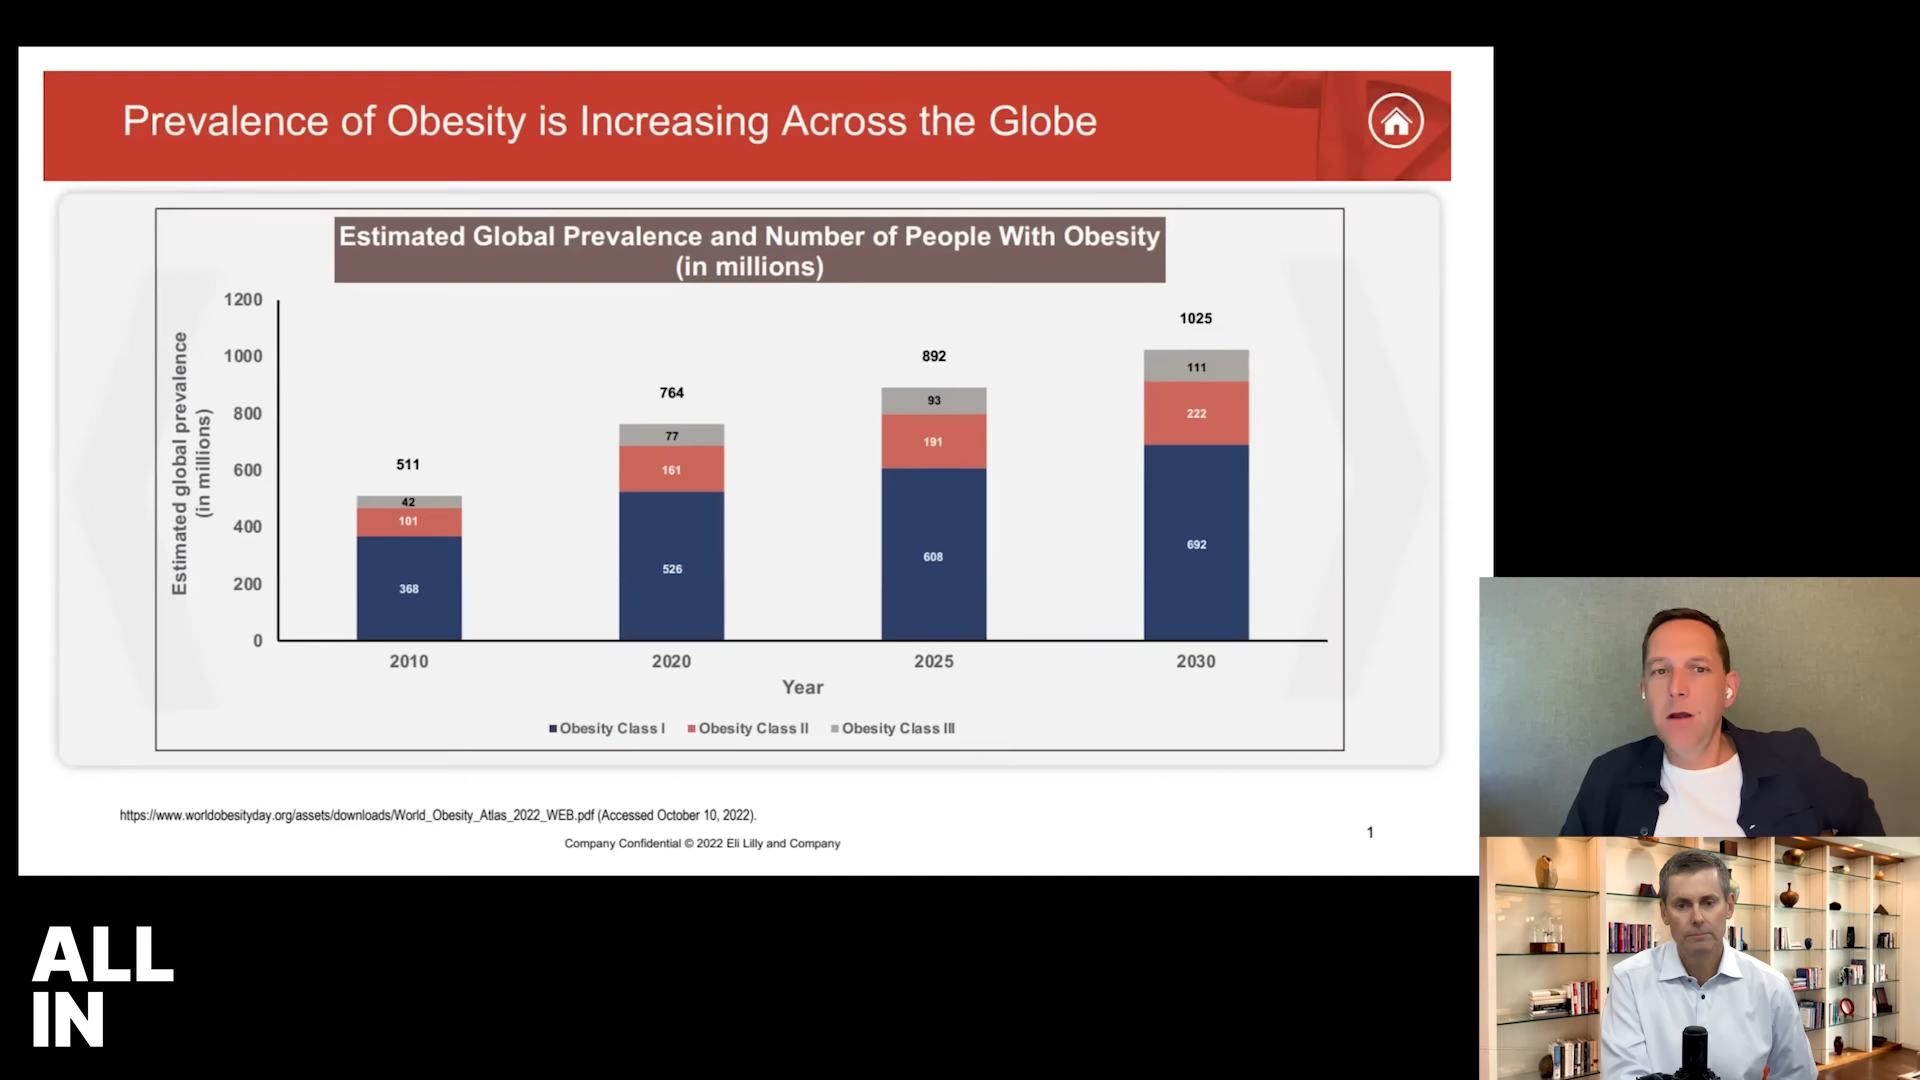 Prevalence of Obesity is Increasing Across the Globe
Estimated Global Prevalence and Number of People With Obesity
(in millions)
Estimated global prevalence
(in millions)
1200
1000
800
600
400
200
0
511
42
101
368
764
77
161
526
892
93
191
608
1025
111
222
692
2010
2020
2025
2030
Year
Obesity Class I
Obesity Class II
Obesity Class III
https://www.worldobesityday.org/assets/downloads/World_Obesity_Atlas_2022_WEB.pdf (Accessed October 10, 2022).
Company Confidential © 2022 Eli Lilly and Company
1
ALL
IN